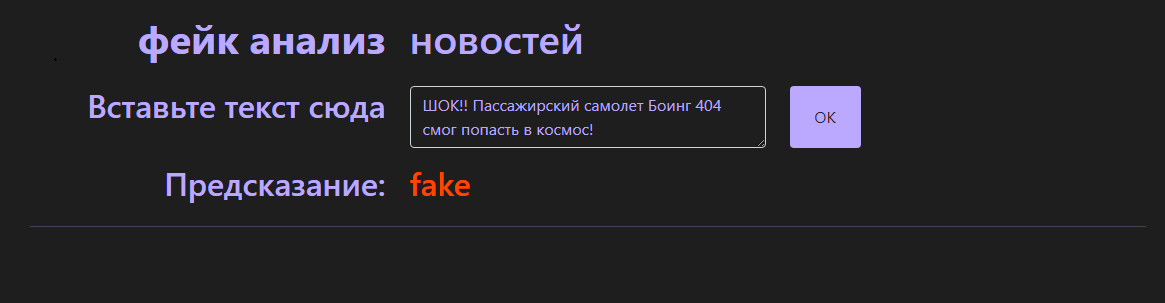 фейк анализ новостей
Вставьте текст сюда
ШОК!! Пассажирский самолет Боинг 404
смог попасть в космос!
OK
Предсказание: fake